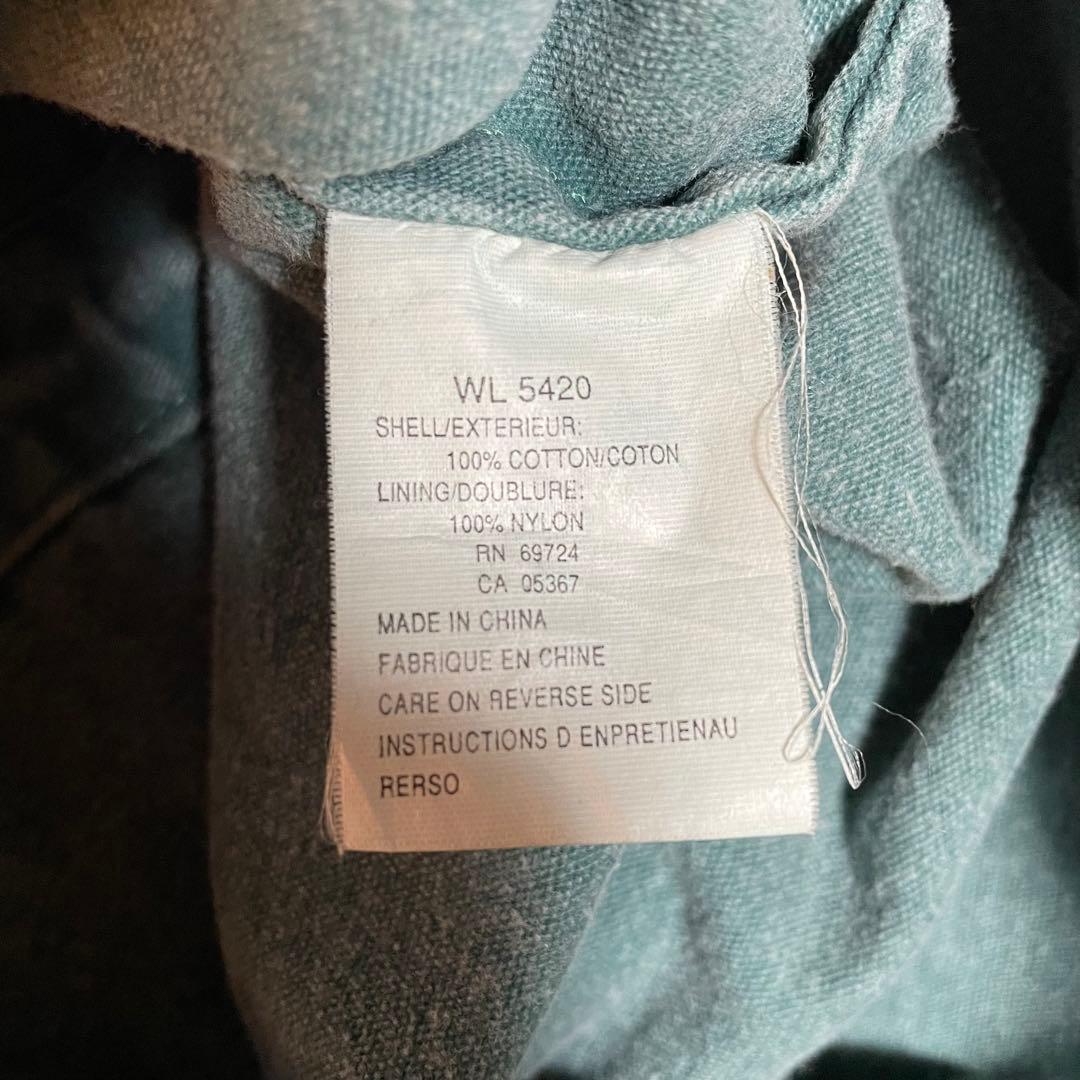 WL 5420
SHELL/EXTERIEUR:
100% COTTON/COTON
LINING/DOUBLURE:
100% NYLON
RN 69724
CA 05367
MADE IN CHINA
FABRIQUE EN CHINE
CARE ON REVERSE SIDE
INSTRUCTIONS D ENPRETIENAU
RERSO